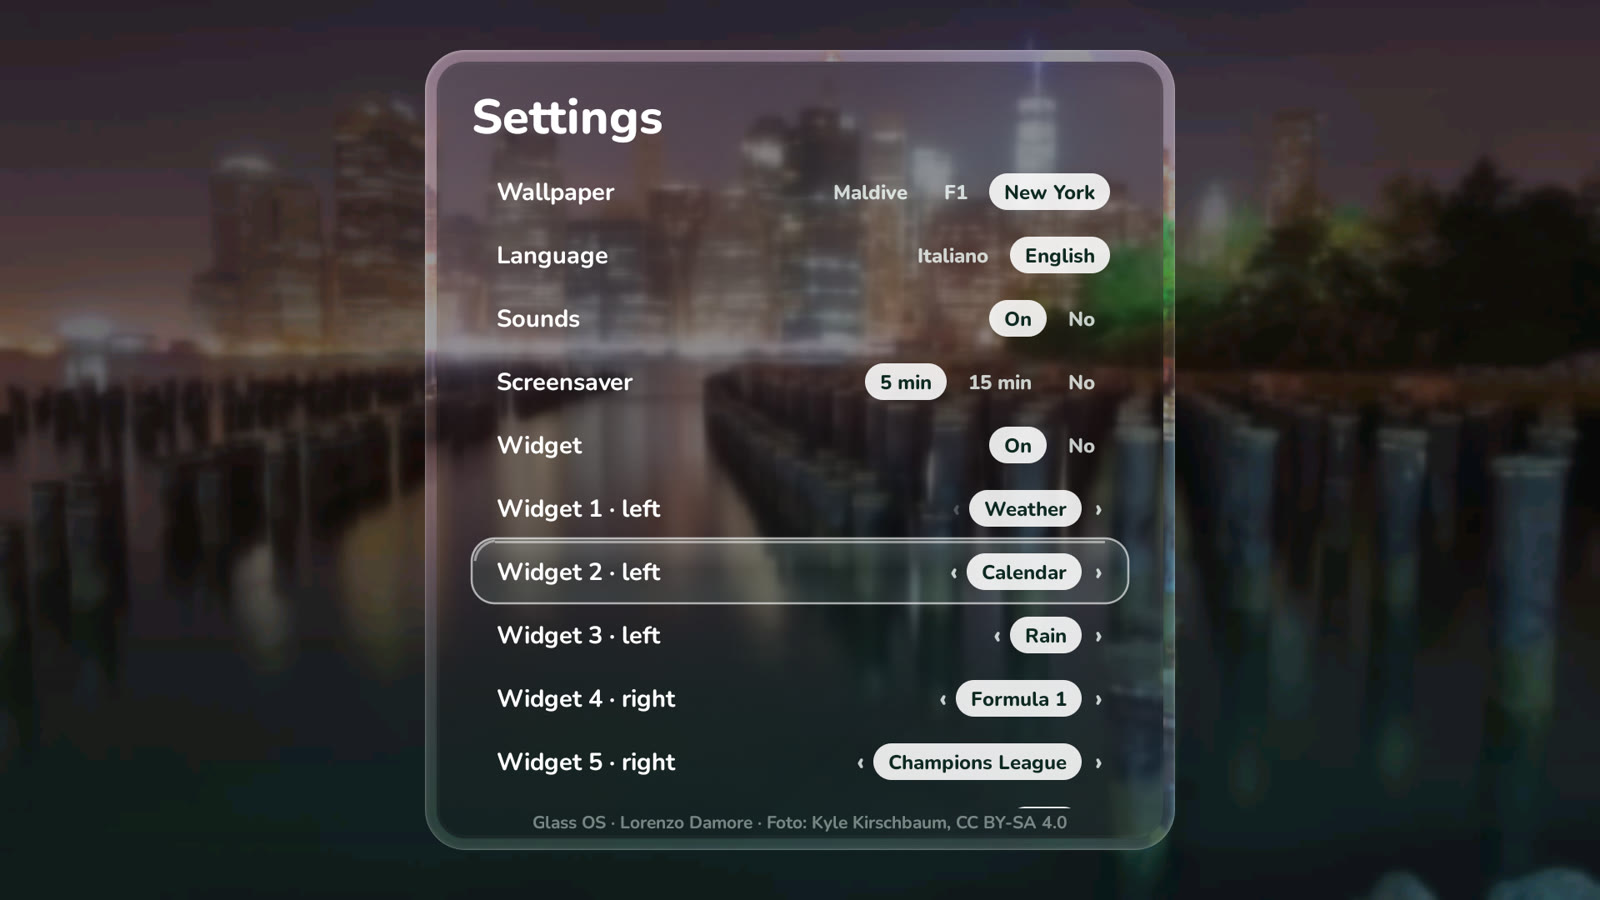 Settings
Wallpaper Maldive F1 New York
Language Italiano English
Sounds On No
Screensaver 5 min 15 min No
Widget On No
Widget 1 · left ‹ Weather ›
Widget 2 · left ‹ Calendar ›
Widget 3 · left ‹ Rain ›
Widget 4 · right ‹ Formula 1 ›
Widget 5 · right ‹ Champions League ›
Glass OS · Lorenzo Damore · Foto: Kyle Kirschbaum, CC BY-SA 4.0